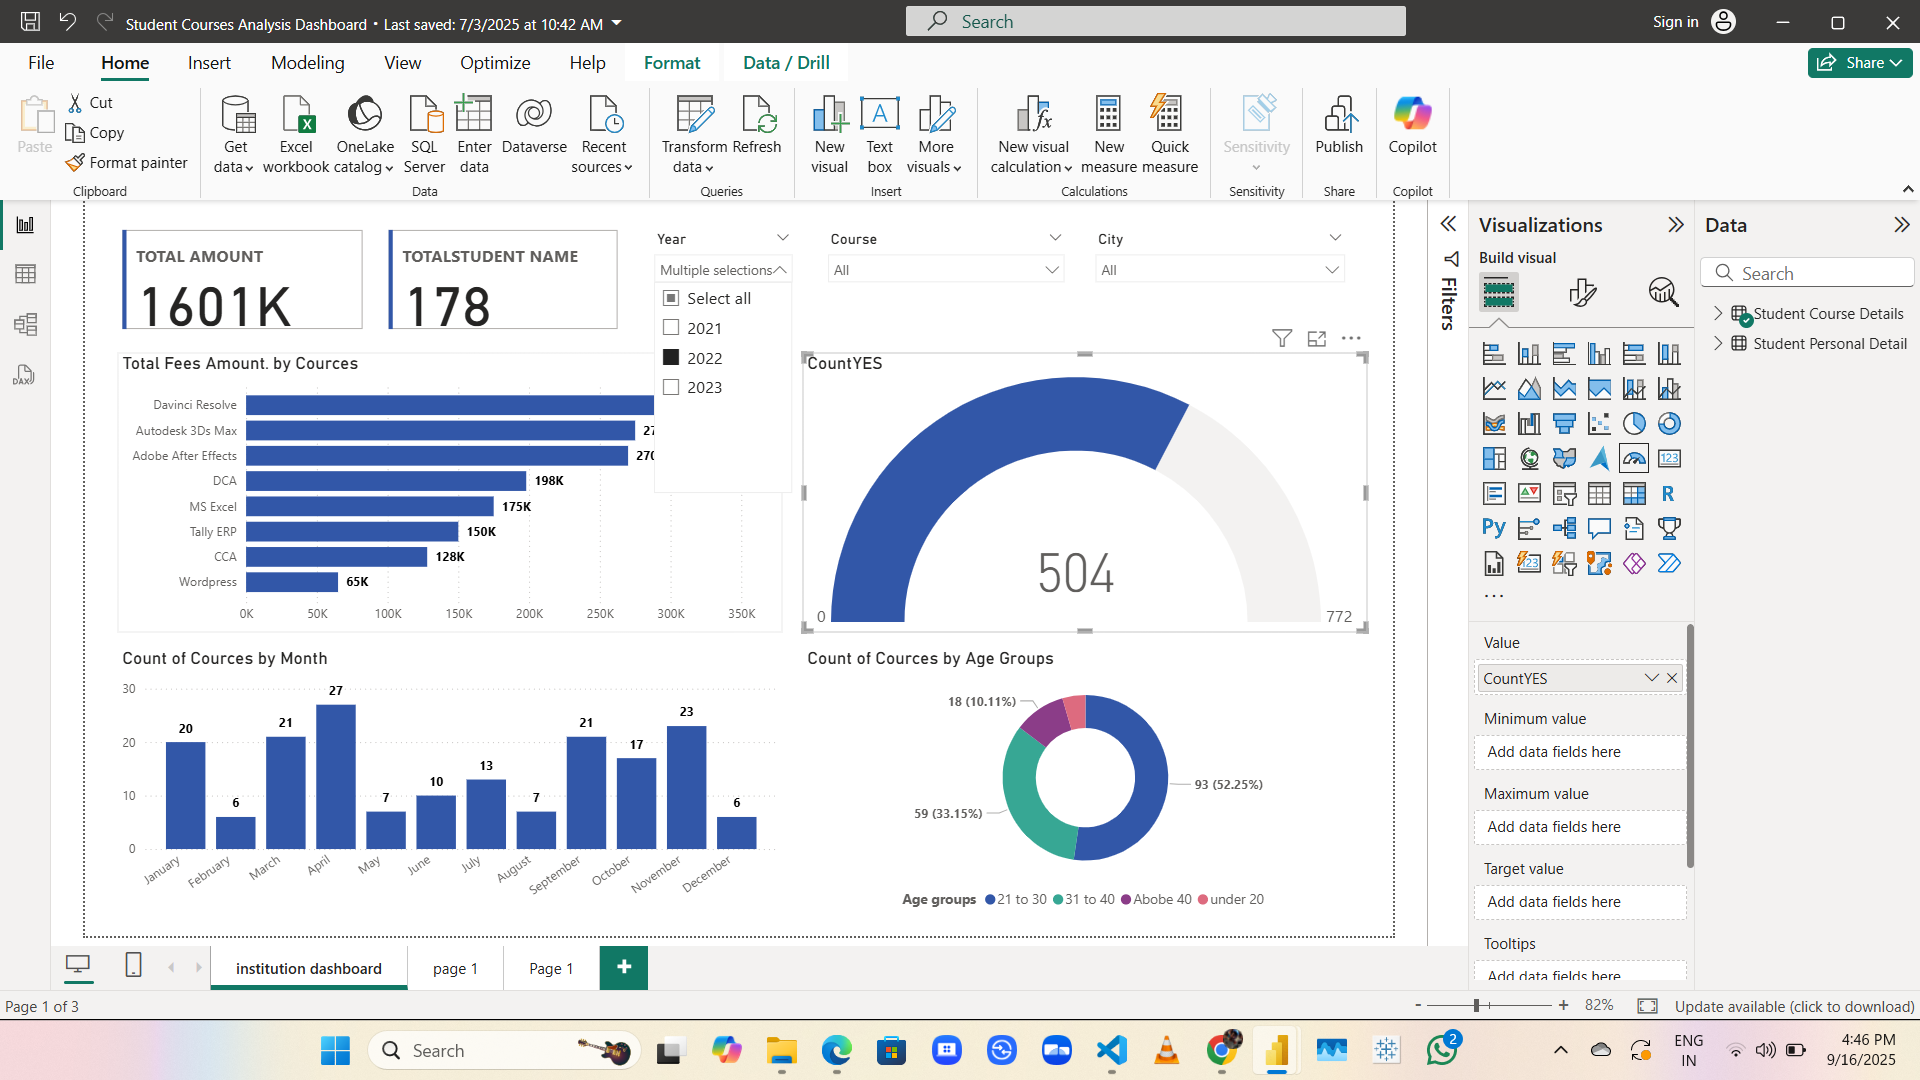 Student Courses Analysis Dashboard • Last saved: 7/3/2025 at 10:42 AM
Search
Sign in
File Home Insert Modeling View Optimize Help Format Data / Drill
Share
Paste
Cut
Copy
Format painter
Clipboard
Get data
Excel workbook
OneLake catalog
SQL Server
Enter data
Dataverse
Recent sources
Data
Transform data
Refresh
Queries
New visual
Text box
More visuals
Insert
New visual calculation
New measure
Quick measure
Calculations
Sensitivity
Sensitivity
Publish
Share
Copilot
Copilot
TOTAL AMOUNT
1601K
TOTALSTUDENT NAME
178
Year
Multiple selections
Select all
2021
2022
2023
Course
All
City
All
Total Fees Amount. by Cources
Davinci Resolve
Autodesk 3Ds Max 27
Adobe After Effects 270
DCA 198K
MS Excel 175K
Tally ERP 150K
CCA 128K
Wordpress 65K
0K 50K 100K 150K 200K 250K 300K 350K
CountYES
504
0
772
Count of Cources by Month
30
20
10
0
20 6 21 27 7 10 13 7 21 17 23 6
January February March April May June July August September October November December
Count of Cources by Age Groups
18 (10.11%)
93 (52.25%)
59 (33.15%)
Age groups 21 to 30 31 to 40 Abobe 40 under 20
Filters
Visualizations
Build visual
123
R
Py
123
...
Value
CountYES
Minimum value
Add data fields here
Maximum value
Add data fields here
Target value
Add data fields here
Tooltips
Add data fields here
Data
Search
Student Course Details
Student Personal Detail
DAX
institution dashboard
page 1
Page 1
Page 1 of 3
- + 82%
Update available (click to download)
Search
2
ENG
IN
4:46 PM
9/16/2025